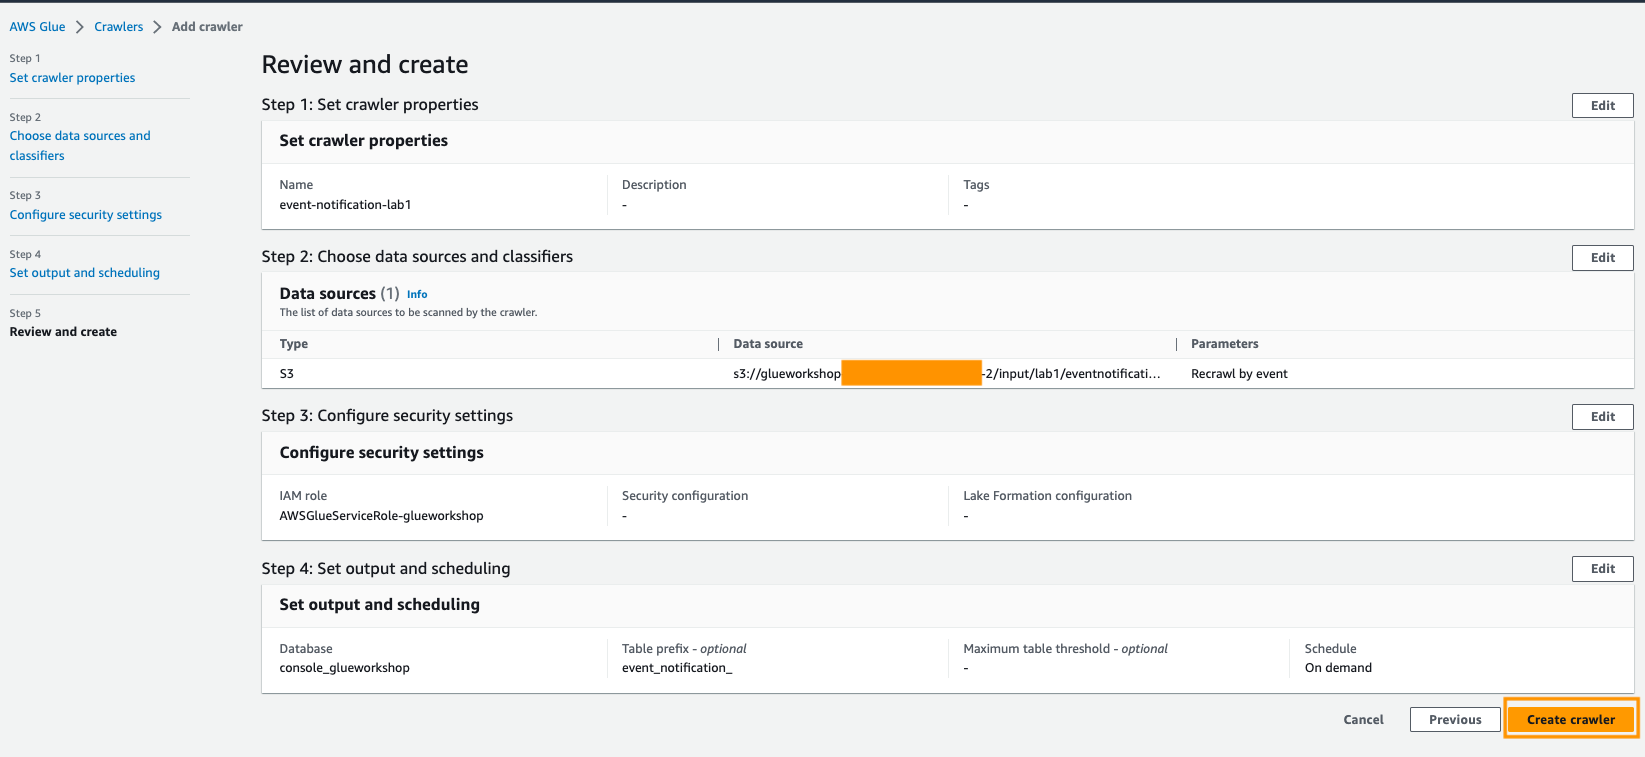 AWS Glue > Crawlers > Add crawler
Step 1
Set crawler properties
Step 2
Choose data sources and
classifiers
Step 3
Configure security settings
Step 4
Set output and scheduling
Step 5
Review and create
Review and create
Step 1: Set crawler properties
Edit
Set crawler properties
Name
event-notification-lab1
Description
-
Tags
-
Step 2: Choose data sources and classifiers
Edit
Data sources (1) Info
The list of data sources to be scanned by the crawler.
Type
Data source
Parameters
S3
s3://glueworkshop -2/input/lab1/eventnotificati...
Recrawl by event
Step 3: Configure security settings
Edit
Configure security settings
IAM role
AWSGlueServiceRole-glueworkshop
Security configuration
-
Lake Formation configuration
-
Step 4: Set output and scheduling
Edit
Set output and scheduling
Database
console_glueworkshop
Table prefix - optional
event_notification_
Maximum table threshold - optional
-
Schedule
On demand
Cancel
Previous
Create crawler